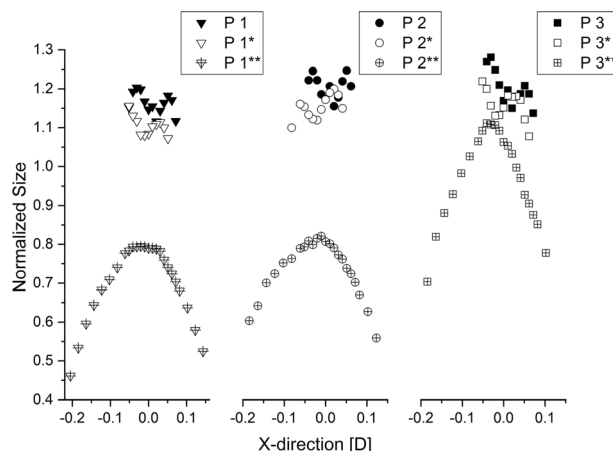 P 1
P 1*
P 1**
P 2
P 2*
P 2**
P 3
P 3*
P 3**
1.3
1.2
1.1
1.0
0.9
0.8
0.7
0.6
0.5
0.4
Normalized Size
-0.2 -0.1 0.0 0.1
-0.2 -0.1 0.0 0.1
-0.2 -0.1 0.0 0.1
X-direction [D]